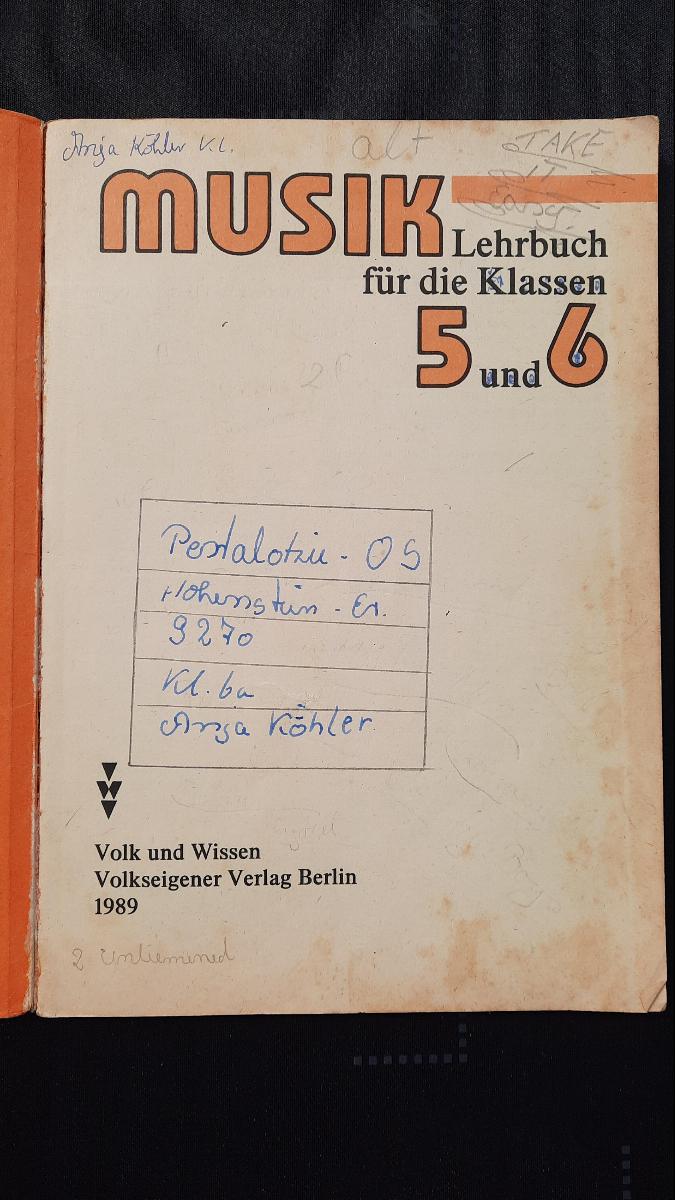 Anja Köhler Kl.
alt
TAKE
IT
MUSIK Lehrbuch
für die Klassen
5 und 6
Pestalozzi - OS
Hohenstein - Er.
9270
Kl. 6a
Anja Köhler
Volk und Wissen
Volkseigener Verlag Berlin
1989
2